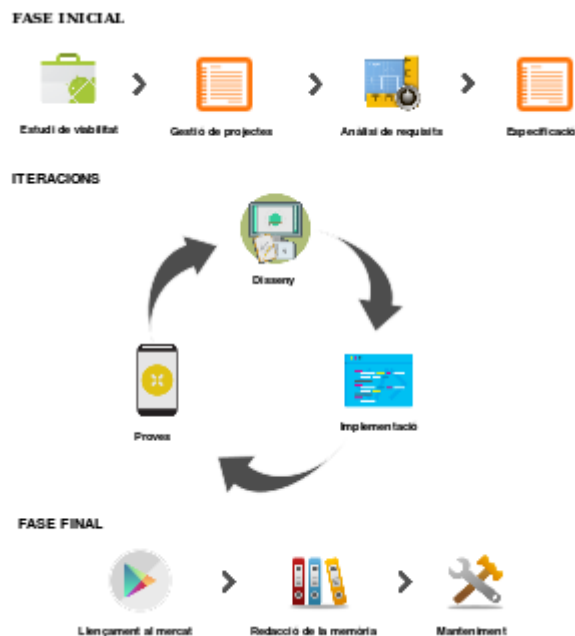 FASE INICIAL
Estudi de viabilitat
Gestió de projectes
Anàlisi de requisits
Especificació
ITERACIONS
Disseny
Implementació
Proves
FASE FINAL
Llençament al mercat
Redacció de la memòria
Manteniment